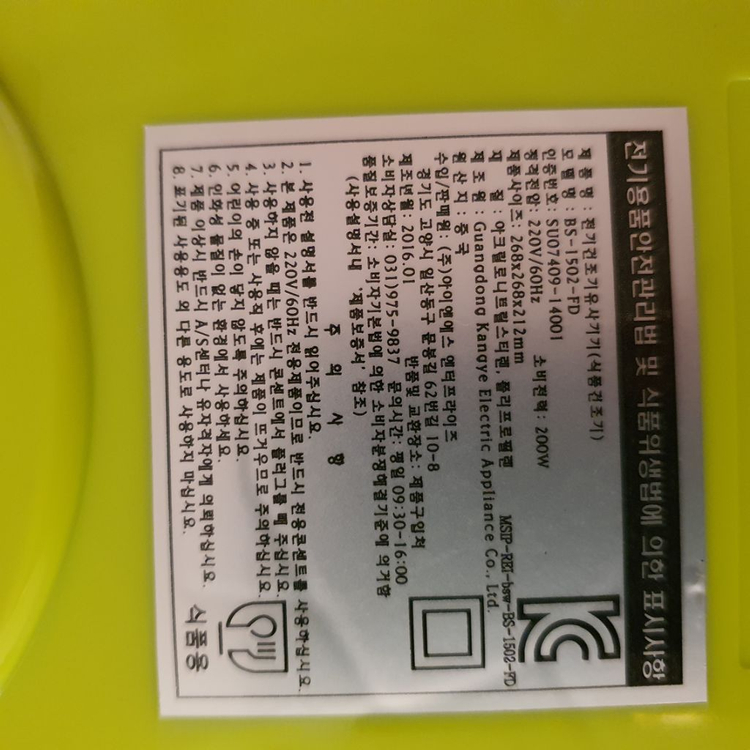 전기용품안전관리법 및 식품위생법에 의한 표시사항
제품명 : 전기건조기유사기기(식품건조기)
모델명 : BS-1502-FD
인증번호 : SU07409-14001
정격전압 : 220V/60Hz 소비전력 : 200W
제품사이즈 : 268x268x212mm
MSIP-REI-bsw-BS-1502-FD
재 질 : 아크릴로니트릴스티렌, 폴리프로필렌
제조원 : Guangdong Kangye Electric Appliance Co., Ltd.
원산지 : 중국
수입/판매원 : (주)아이엔에스 엔터프라이즈
경기도 고양시 일산동구 문봉길 62번길 10-8
반품및 교환장소 : 제품구입처
제조년월 : 2016.01
소비자상담실 : 031)975-9837 문의시간 : 평일 09:30-16:00
품질보증기간 : 소비자기본법에 의한 소비자분쟁해결기준에 의거함
(사용설명서내 '제품보증서' 참조)
주 의 사 항
1. 사용전 설명서를 반드시 읽어주십시요.
2. 본 제품은 220V/60Hz 전용제품이므로 반드시 전용콘센트를 사용하십시요.
3. 사용하지 않을 때는 반드시 콘센트에서 플러그를 빼 주십시요.
4. 사용 중 또는 사용직 후에는 제품이 뜨거우므로 주의하십시요.
5. 어린이의 손이 닿지 않도록 주의하십시요.
6. 인화성 물질이 없는 환경에서 사용하세요.
7. 제품 이상시 반드시 A/S센터나 유자격자에게 의뢰하십시요.
8. 표기된 사용용도 외 다른 용도로 사용하지 마십시요.
식품용